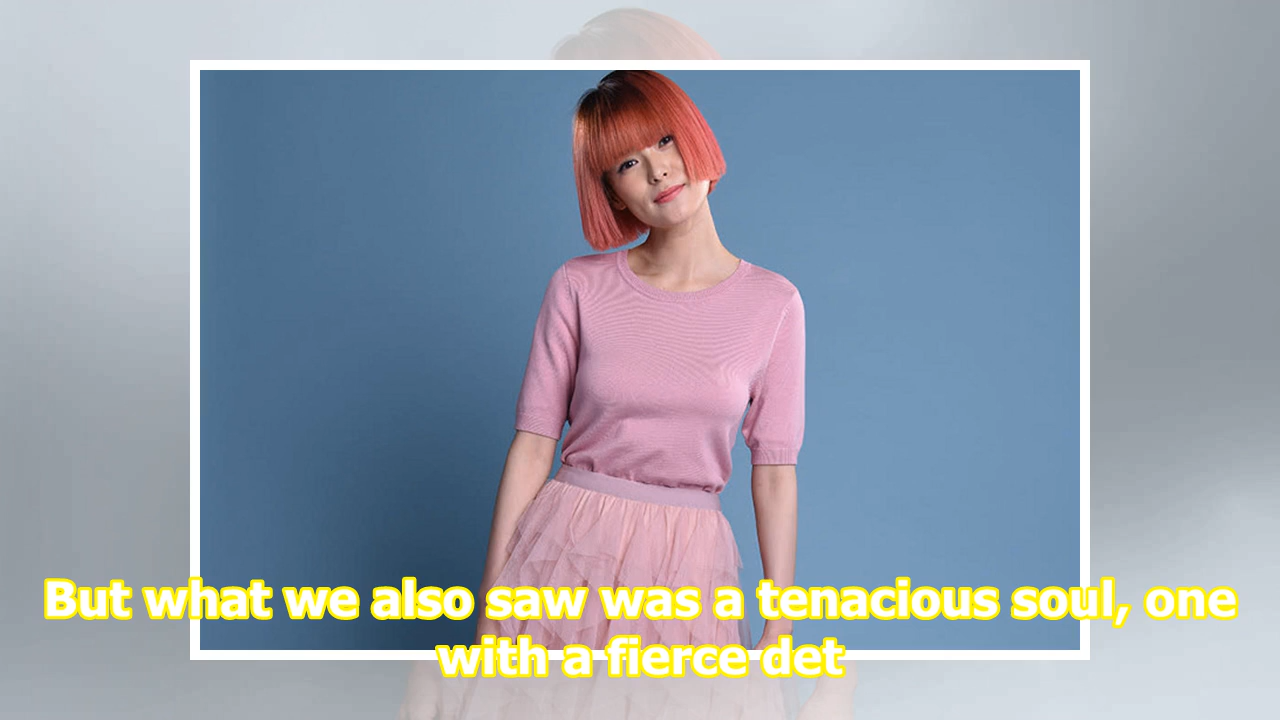 But what we also saw was a tenacious soul, one
with a fierce det